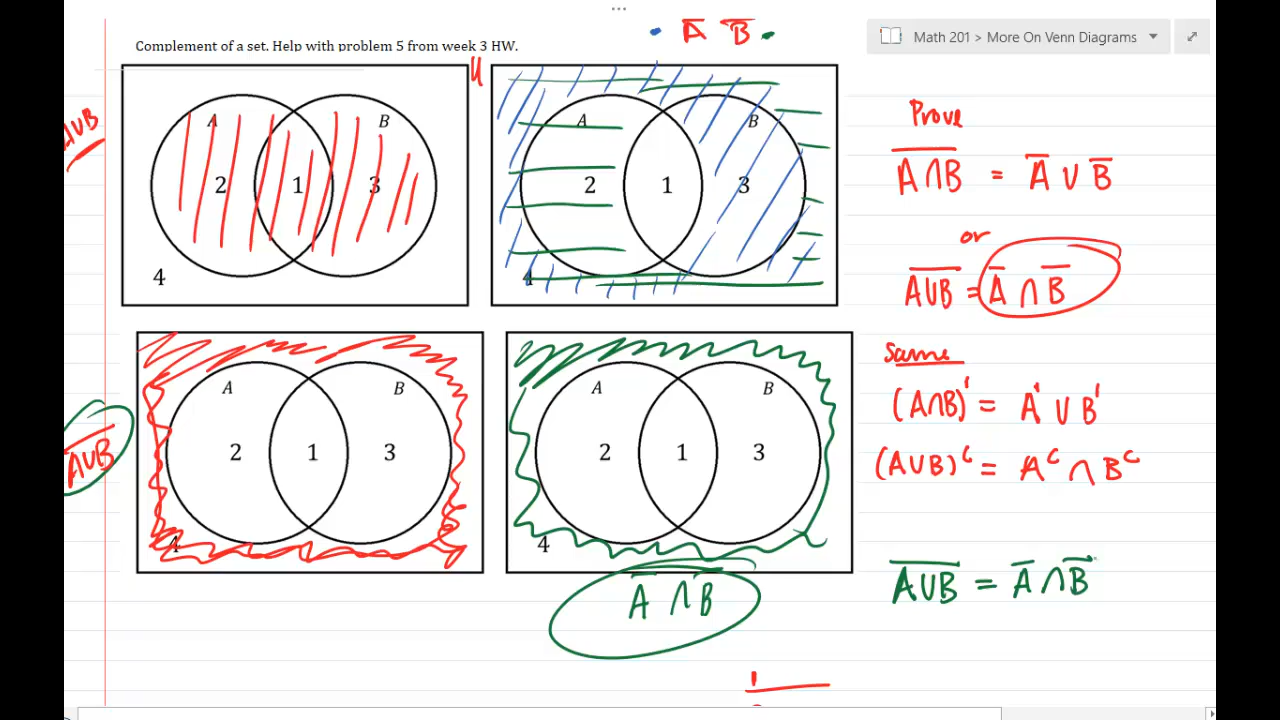 Complement of a set. Help with problem 5 from week 3 HW.
Math 201 > More On Venn Diagrams
A̅ B̅
U
A∪B
A B
2 1 3
4
A B
2 1 3
4
Prove
A̅∩̅B̅ = A̅ ∪ B̅
or
A̅∪̅B̅ = A̅ ∩ B̅
A̅∪̅B̅
A B
2 1 3
4
A B
2 1 3
4
A̅ ∩ B̅
Same
(A∩B)' = A' ∪ B'
(A∪B)ᶜ = Aᶜ ∩ Bᶜ
A̅∪̅B̅ = A̅ ∩ B̅